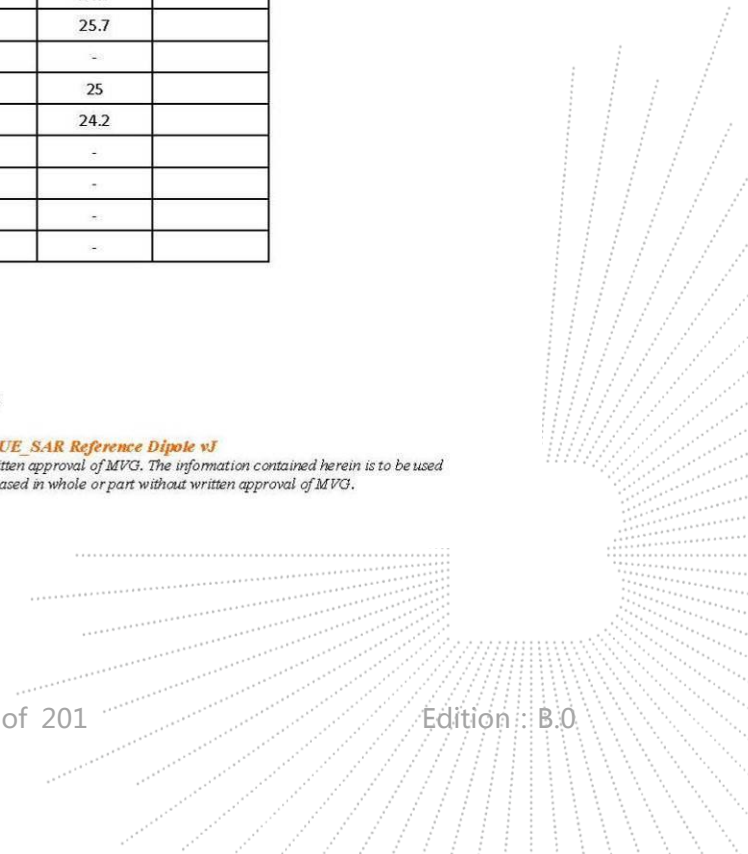 25.7
-
25
24.2
-
-
-
-
UE_SAR Reference Dipole vJ
tten approval of MVG. The information contained herein is to be used
ased in whole or part without written approval of MVG.
of 201
Edition : B.0